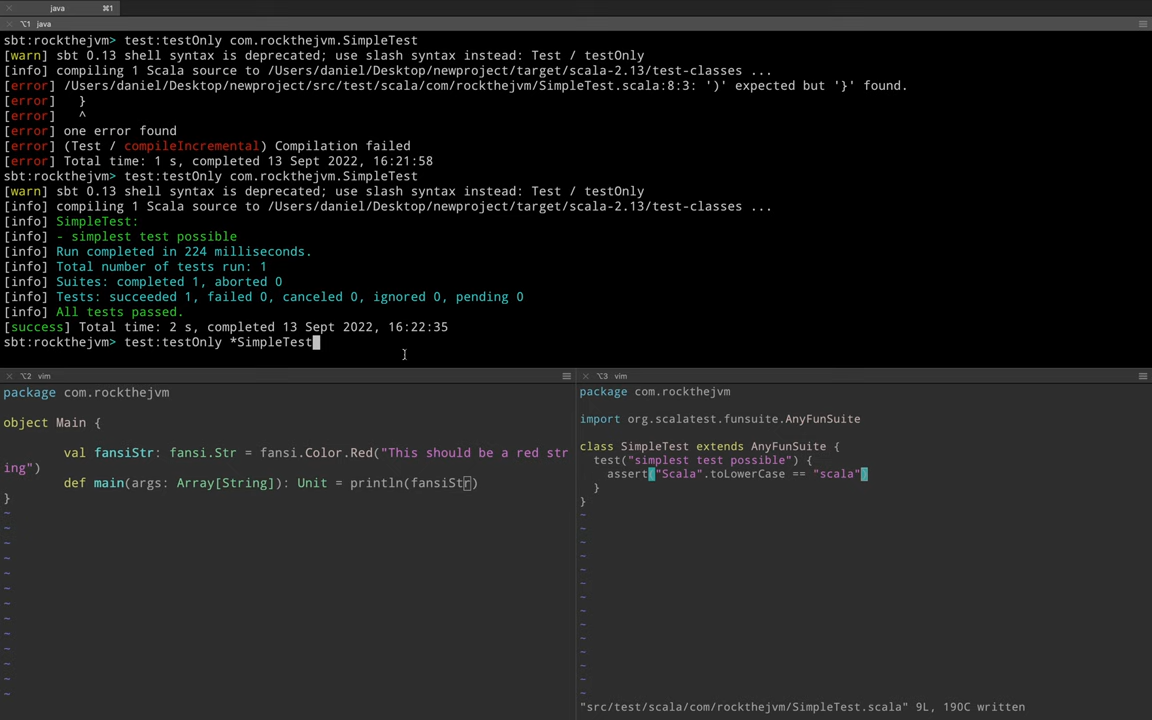 java ⌘1
⌥1 java
sbt:rockthejvm> test:testOnly com.rockthejvm.SimpleTest
[warn] sbt 0.13 shell syntax is deprecated; use slash syntax instead: Test / testOnly
[info] compiling 1 Scala source to /Users/daniel/Desktop/newproject/target/scala-2.13/test-classes ...
[error] /Users/daniel/Desktop/newproject/src/test/scala/com/rockthejvm/SimpleTest.scala:8:3: ')' expected but '}' found.
[error]   }
[error]   ^
[error] one error found
[error] (Test / compileIncremental) Compilation failed
[error] Total time: 1 s, completed 13 Sept 2022, 16:21:58
sbt:rockthejvm> test:testOnly com.rockthejvm.SimpleTest
[warn] sbt 0.13 shell syntax is deprecated; use slash syntax instead: Test / testOnly
[info] compiling 1 Scala source to /Users/daniel/Desktop/newproject/target/scala-2.13/test-classes ...
[info] SimpleTest:
[info] - simplest test possible
[info] Run completed in 224 milliseconds.
[info] Total number of tests run: 1
[info] Suites: completed 1, aborted 0
[info] Tests: succeeded 1, failed 0, canceled 0, ignored 0, pending 0
[info] All tests passed.
[success] Total time: 2 s, completed 13 Sept 2022, 16:22:35
sbt:rockthejvm> test:testOnly *SimpleTest
⌥2 vim
package com.rockthejvm
object Main {
        val fansiStr: fansi.Str = fansi.Color.Red("This should be a red str
ing")
        def main(args: Array[String]): Unit = println(fansiStr)
}
~
~
~
~
~
~
~
~
~
~
~
~
~
⌥3 vim
package com.rockthejvm
import org.scalatest.funsuite.AnyFunSuite
class SimpleTest extends AnyFunSuite {
  test("simplest test possible") {
    assert("Scala".toLowerCase == "scala")
  }
}
~
~
~
~
~
~
~
~
~
~
~
~
~
~
"src/test/scala/com/rockthejvm/SimpleTest.scala" 9L, 190C written